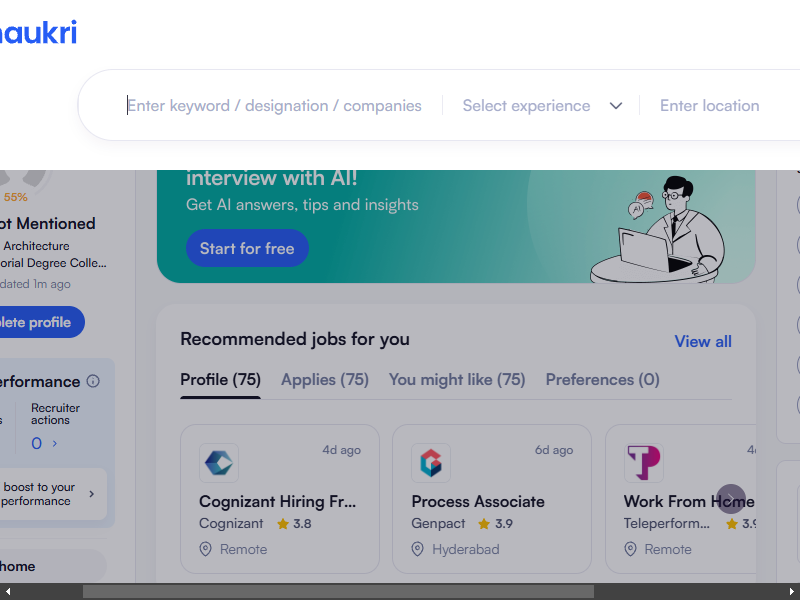 naukri
Enter keyword / designation / companies
Select experience
Enter location
55%
ot Mentioned
Architecture
orial Degree Colle...
dated 1m ago
lete profile
erformance
Recruiter
actions
0
boost to your
performance
home
interview with AI!
Get AI answers, tips and insights
Start for free
AI
Recommended jobs for you
View all
Profile (75)
Applies (75)
You might like (75)
Preferences (0)
4d ago
Cognizant Hiring Fr...
Cognizant
3.8
Remote
6d ago
Process Associate
Genpact
3.9
Hyderabad
4
Work From Home
Teleperform...
3.9
Remote